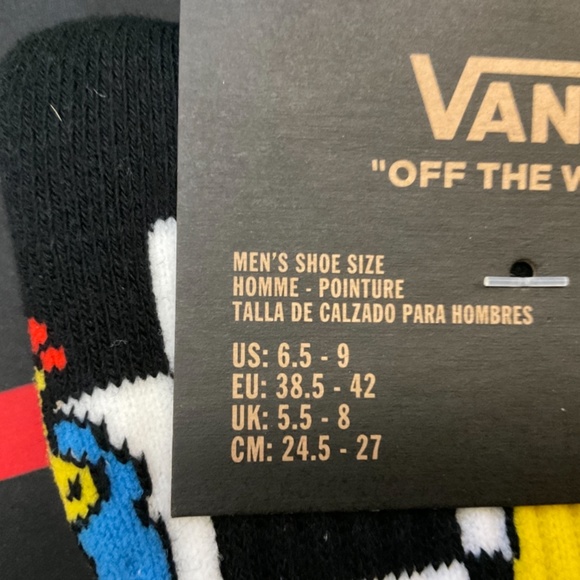 VAN
"OFF THE W
MEN'S SHOE SIZE
HOMME - POINTURE
TALLA DE CALZADO PARA HOMBRES
US: 6.5 - 9
EU: 38.5 - 42
UK: 5.5 - 8
CM: 24.5 - 27